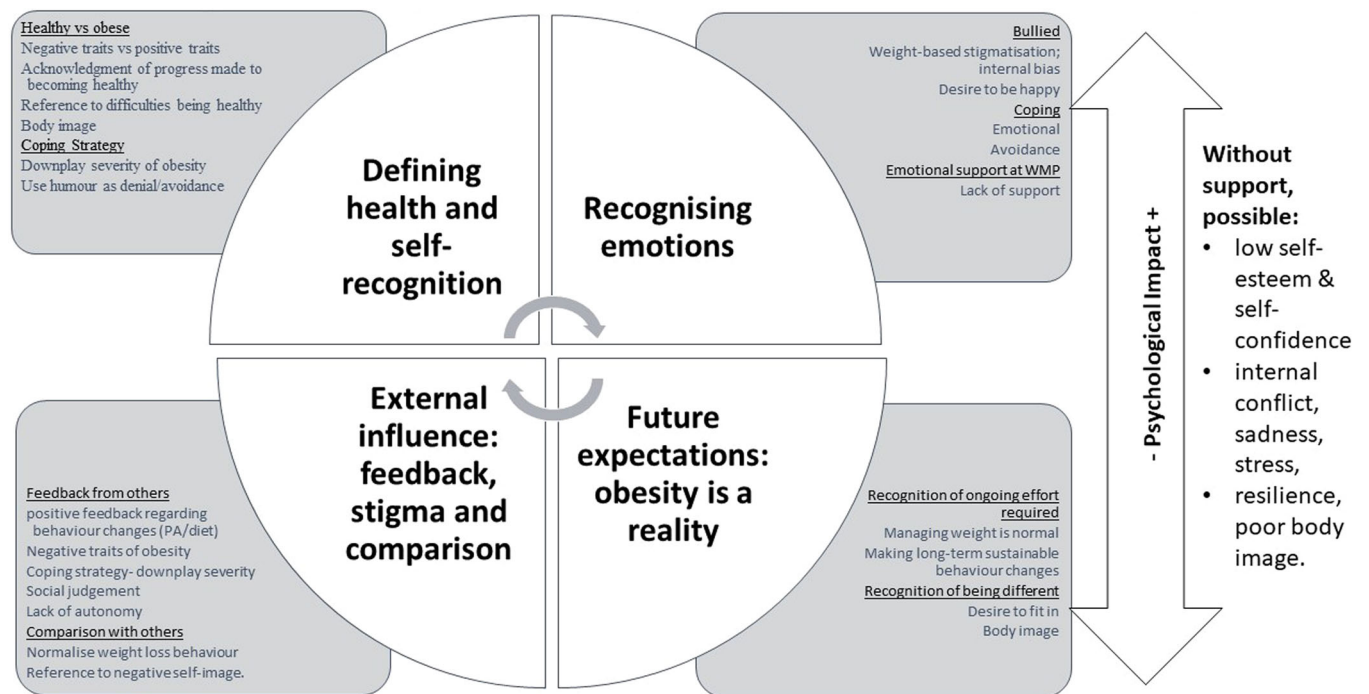 Healthy vs obese
Negative traits vs positive traits
Acknowledgment of progress made to
becoming healthy
Reference to difficulties being healthy
Body image
Coping Strategy
Downplay severity of obesity
Use humour as denial/avoidance
Defining
health and
self-
recognition
Recognising
emotions
Bullied
Weight-based stigmatisation;
internal bias
Desire to be happy
Coping
Emotional
Avoidance
Emotional support at WMP
Lack of support
External
influence:
feedback,
stigma and
comparison
Future
expectations:
obesity is a
reality
Feedback from others
positive feedback regarding
behaviour changes (PA/diet)
Negative traits of obesity
Coping strategy- downplay severity
Social judgement
Lack of autonomy
Comparison with others
Normalise weight loss behaviour
Reference to negative self-image.
Recognition of ongoing effort
required
Managing weight is normal
Making long-term sustainable
behaviour changes
Recognition of being different
Desire to fit in
Body image
- Psychological Impact +
Without
support,
possible:
• low self-
esteem &
self-
confidence
• internal
conflict,
sadness,
stress,
• resilience,
poor body
image.